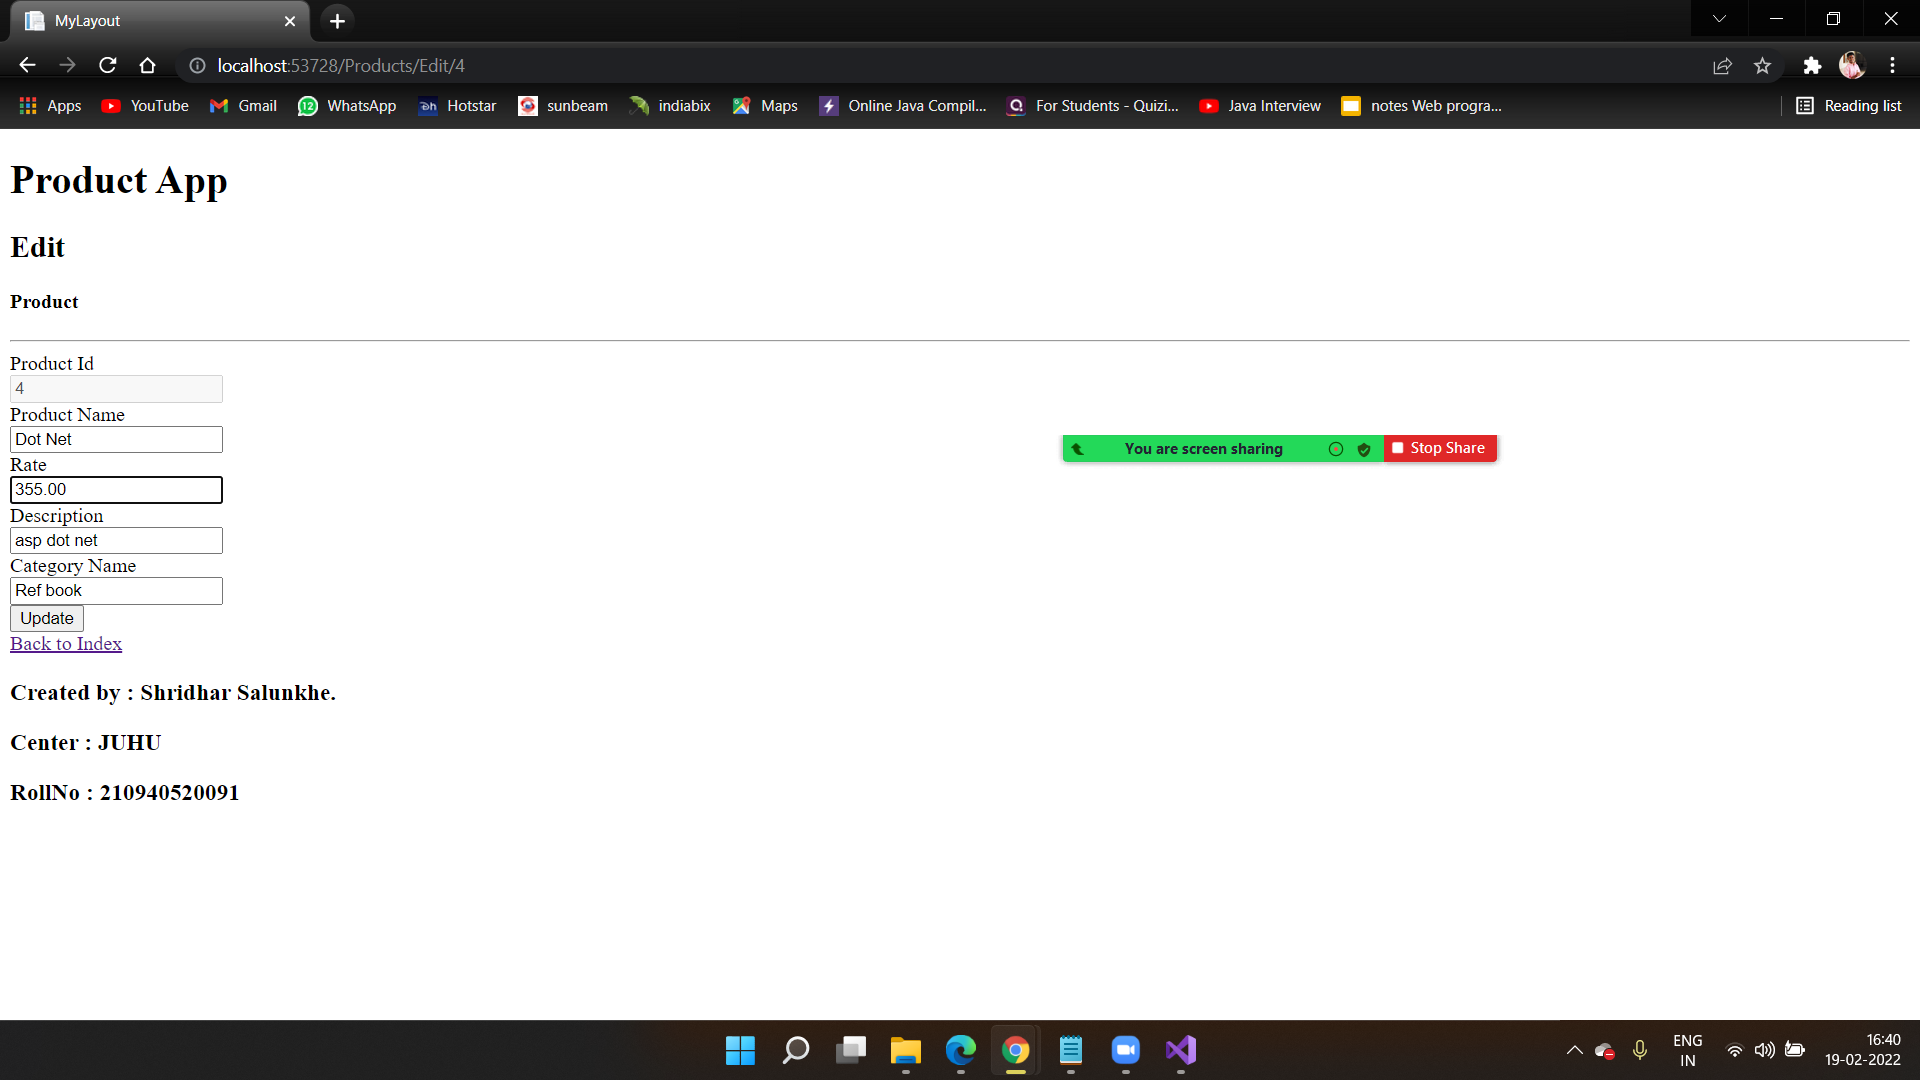 MyLayout
localhost:53728/Products/Edit/4
Apps YouTube Gmail 12 WhatsApp Dh Hotstar sunbeam indiabix Maps Online Java Compil... For Students - Quizi... Java Interview notes Web progra... Reading list
Product App
Edit
Product
Product Id
4
Product Name
Dot Net
You are screen sharing Stop Share
Rate
355.00
Description
asp dot net
Category Name
Ref book
Update
Back to Index
Created by : Shridhar Salunkhe.
Center : JUHU
RollNo : 210940520091
ENG
IN
16:40
19-02-2022